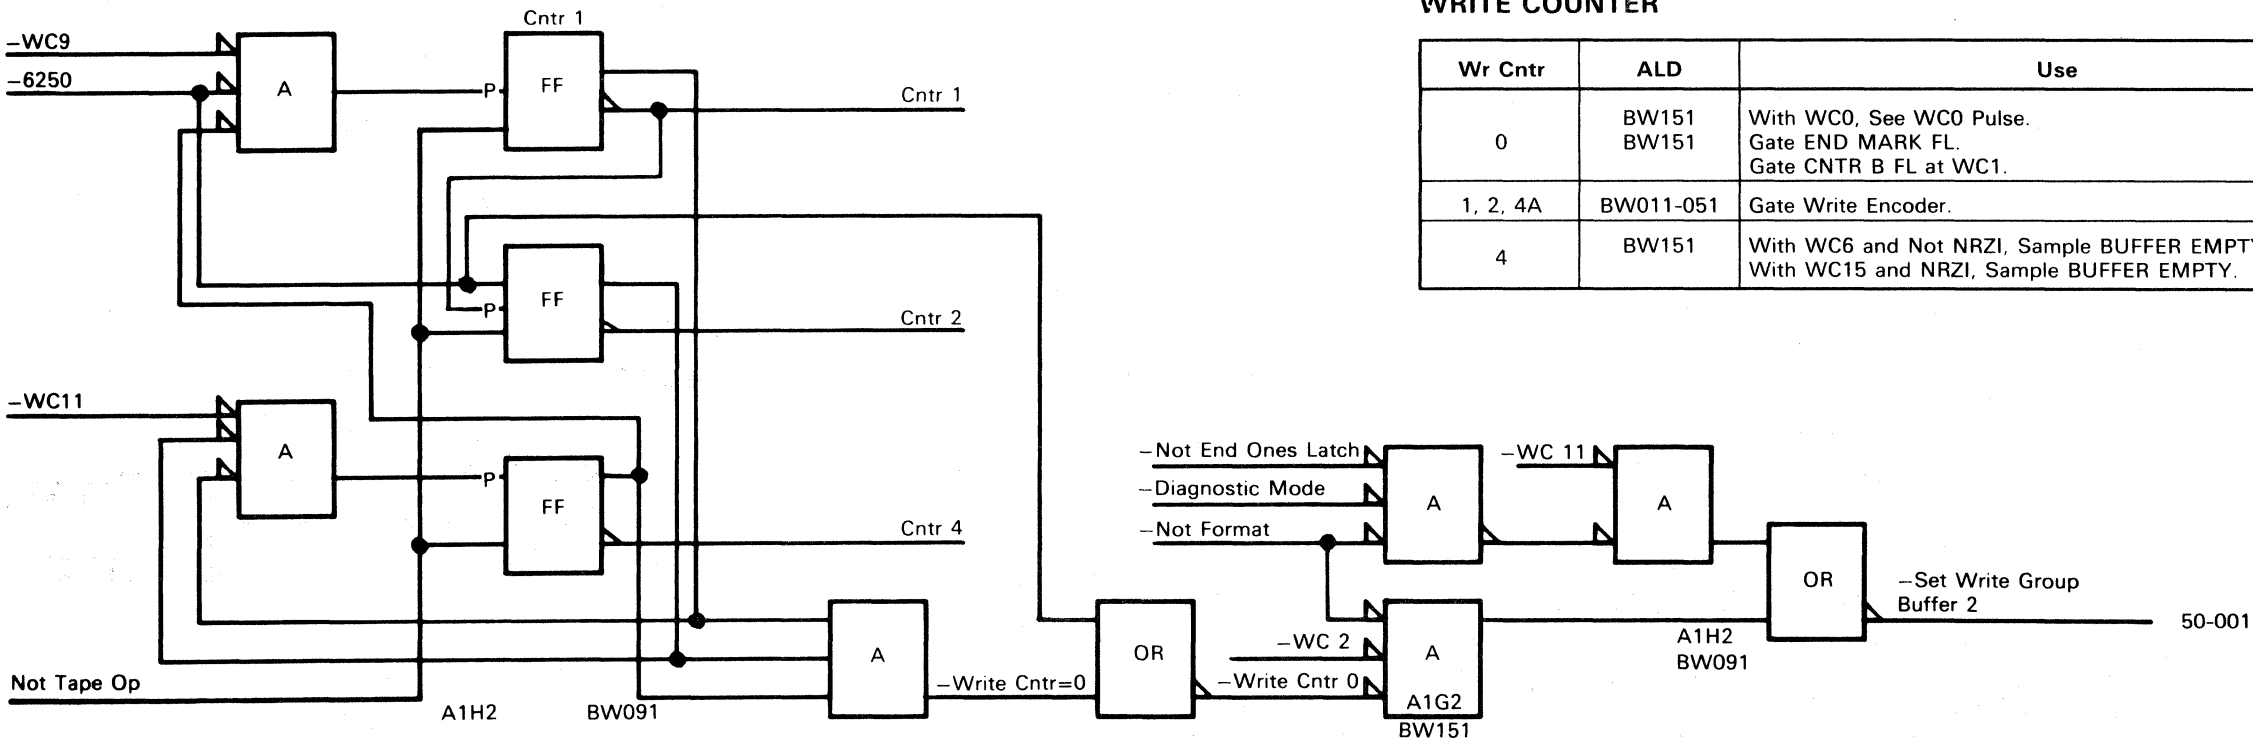 WRITE COUNTER
Wr Cntr ALD Use
0
BW151 With WC0, See WC0 Pulse.
BW151 Gate END MARK FL.
Gate CNTR B FL at WC1.
1, 2, 4A BW011-051 Gate Write Encoder.
4
BW151 With WC6 and Not NRZI, Sample BUFFER EMPTY
With WC15 and NRZI, Sample BUFFER EMPTY.
Cntr 1
–WC9
–6250
A
P
FF
Cntr 1
P
FF
Cntr 2
–WC11
A
P
FF
Cntr 4
Not Tape Op
A1H2
BW091
A
–Write Cntr=0
OR
–Not End Ones Latch
–Diagnostic Mode
–Not Format
A
–WC 11
A
–WC 2
–Write Cntr 0
A
A1G2
BW151
OR
A1H2
BW091
–Set Write Group
Buffer 2
50-001